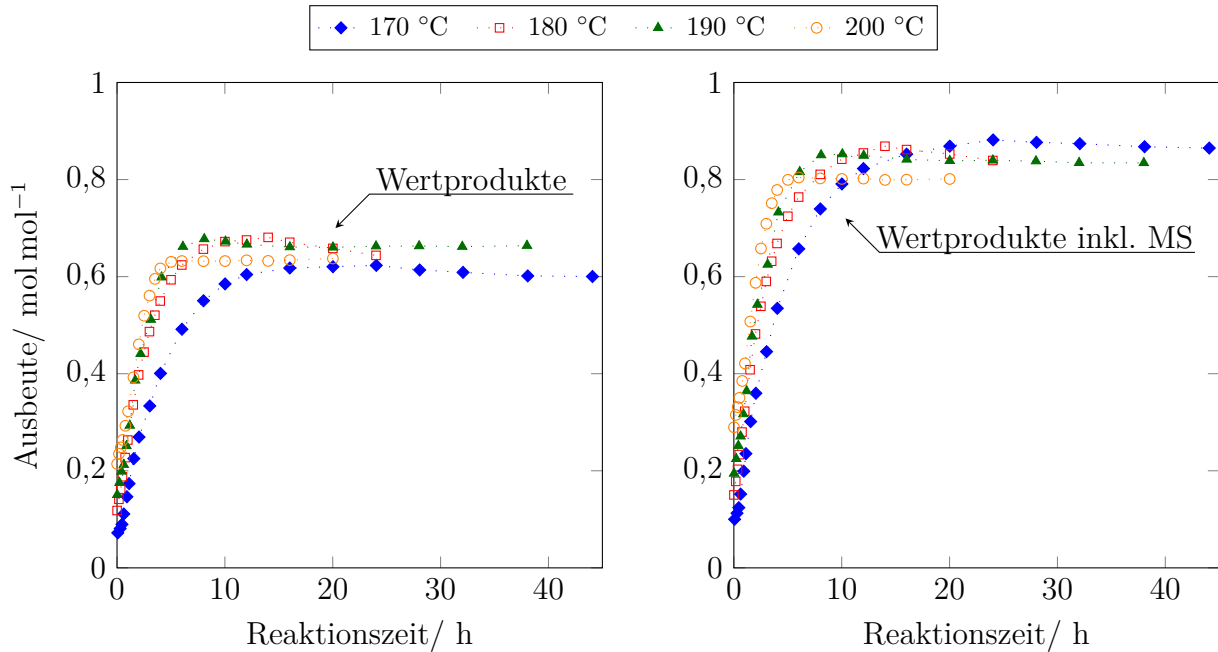 170 °C 180 °C 190 °C 200 °C
Ausbeute/ mol mol⁻¹
1
0,8
0,6
0,4
0,2
0
0 10 20 30 40
Reaktionszeit/ h
Wertprodukte
1
0,8
0,6
0,4
0,2
0
0 10 20 30 40
Reaktionszeit/ h
Wertprodukte inkl. MS